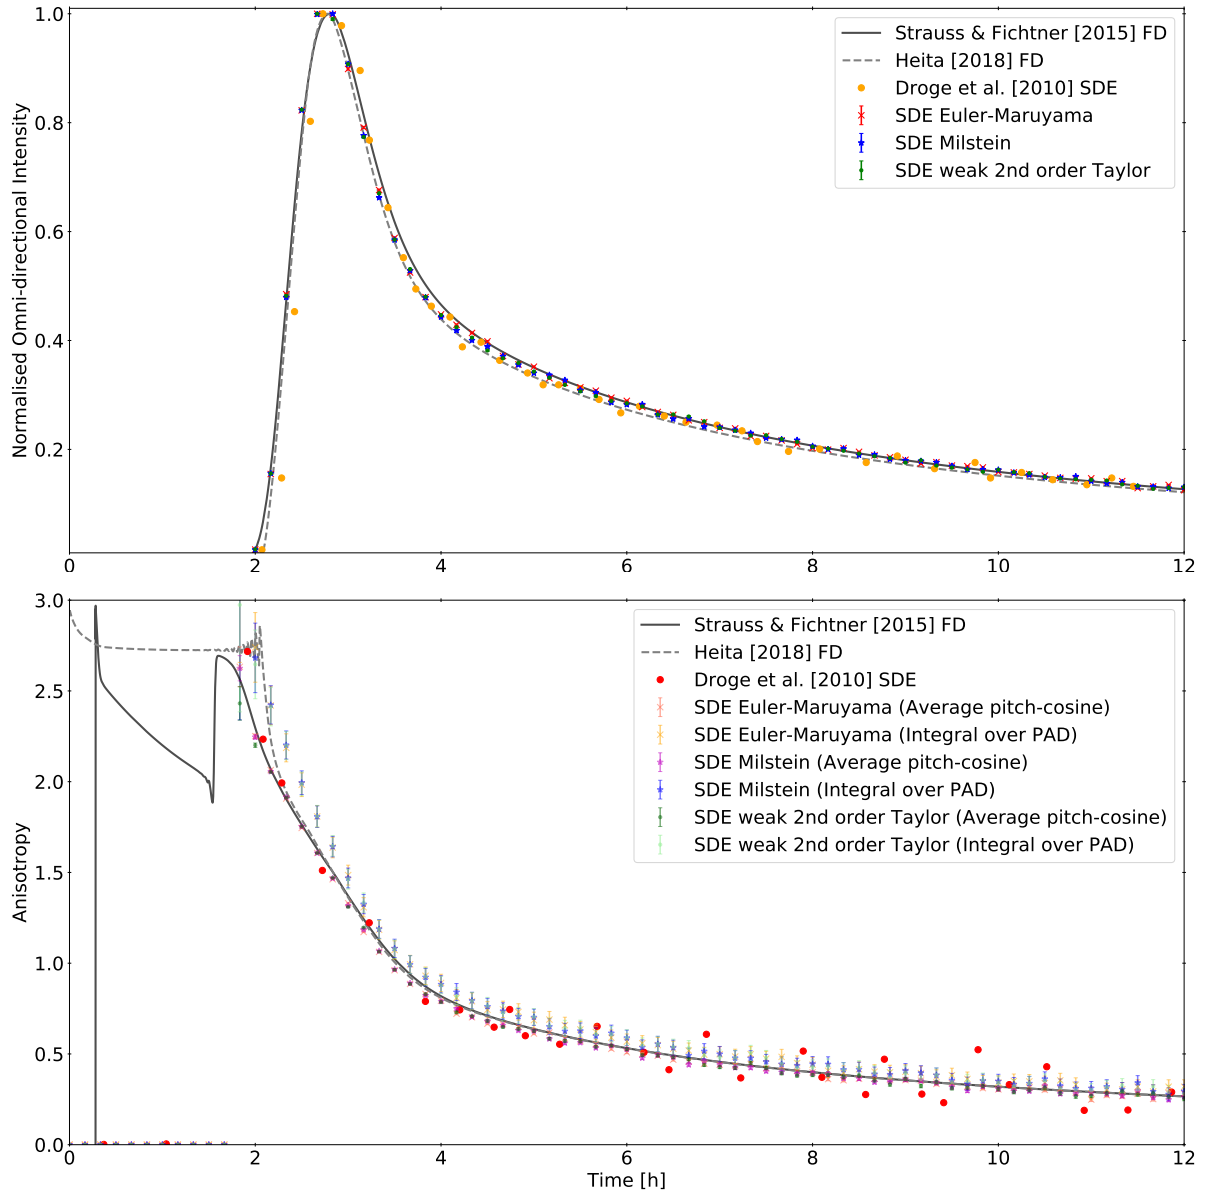 Normalised Omni-directional Intensity
1.0
0.8
0.6
0.4
0.2
0 2 4 6 8 10 12
Strauss & Fichtner [2015] FD
Heita [2018] FD
Droge et al. [2010] SDE
SDE Euler-Maruyama
SDE Milstein
SDE weak 2nd order Taylor
Anisotropy
3.0
2.5
2.0
1.5
1.0
0.5
0.0
0 2 4 6 8 10 12
Time [h]
Strauss & Fichtner [2015] FD
Heita [2018] FD
Droge et al. [2010] SDE
SDE Euler-Maruyama (Average pitch-cosine)
SDE Euler-Maruyama (Integral over PAD)
SDE Milstein (Average pitch-cosine)
SDE Milstein (Integral over PAD)
SDE weak 2nd order Taylor (Average pitch-cosine)
SDE weak 2nd order Taylor (Integral over PAD)